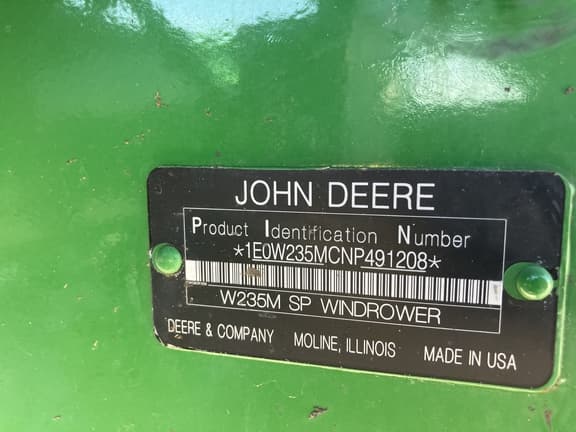 JOHN DEERE
Product Identification Number
*1E0W235MCNP491208*
W235M SP WINDROWER
DEERE & COMPANY MOLINE, ILLINOIS MADE IN USA